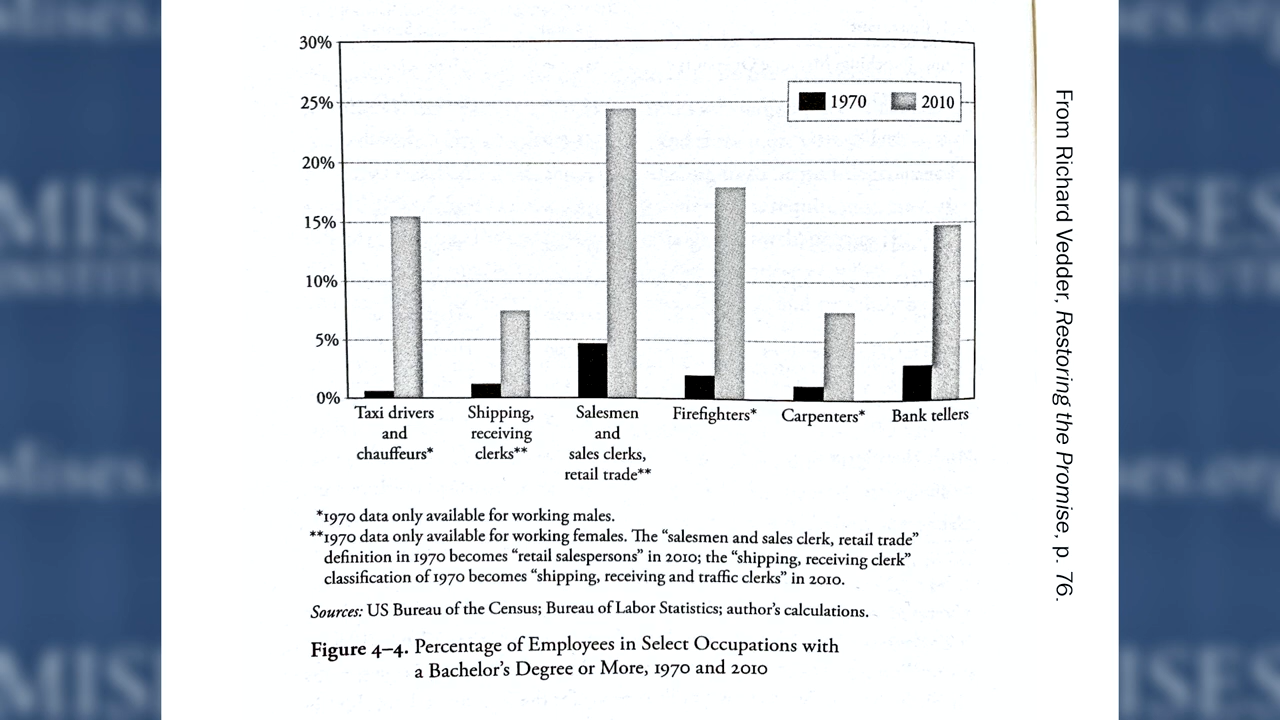 30%
25%
20%
15%
10%
5%
0%
1970 2010
Taxi drivers
and
chauffeurs*
Shipping,
receiving
clerks**
Salesmen
and
sales clerks,
retail trade**
Firefighters*
Carpenters*
Bank tellers
*1970 data only available for working males.
**1970 data only available for working females. The “salesmen and sales clerk, retail trade”
definition in 1970 becomes “retail salespersons” in 2010; the “shipping, receiving clerk”
classification of 1970 becomes “shipping, receiving and traffic clerks” in 2010.
Sources: US Bureau of the Census; Bureau of Labor Statistics; author’s calculations.
Figure 4–4. Percentage of Employees in Select Occupations with
a Bachelor’s Degree or More, 1970 and 2010
From Richard Vedder, Restoring the Promise, p. 76.
MISES